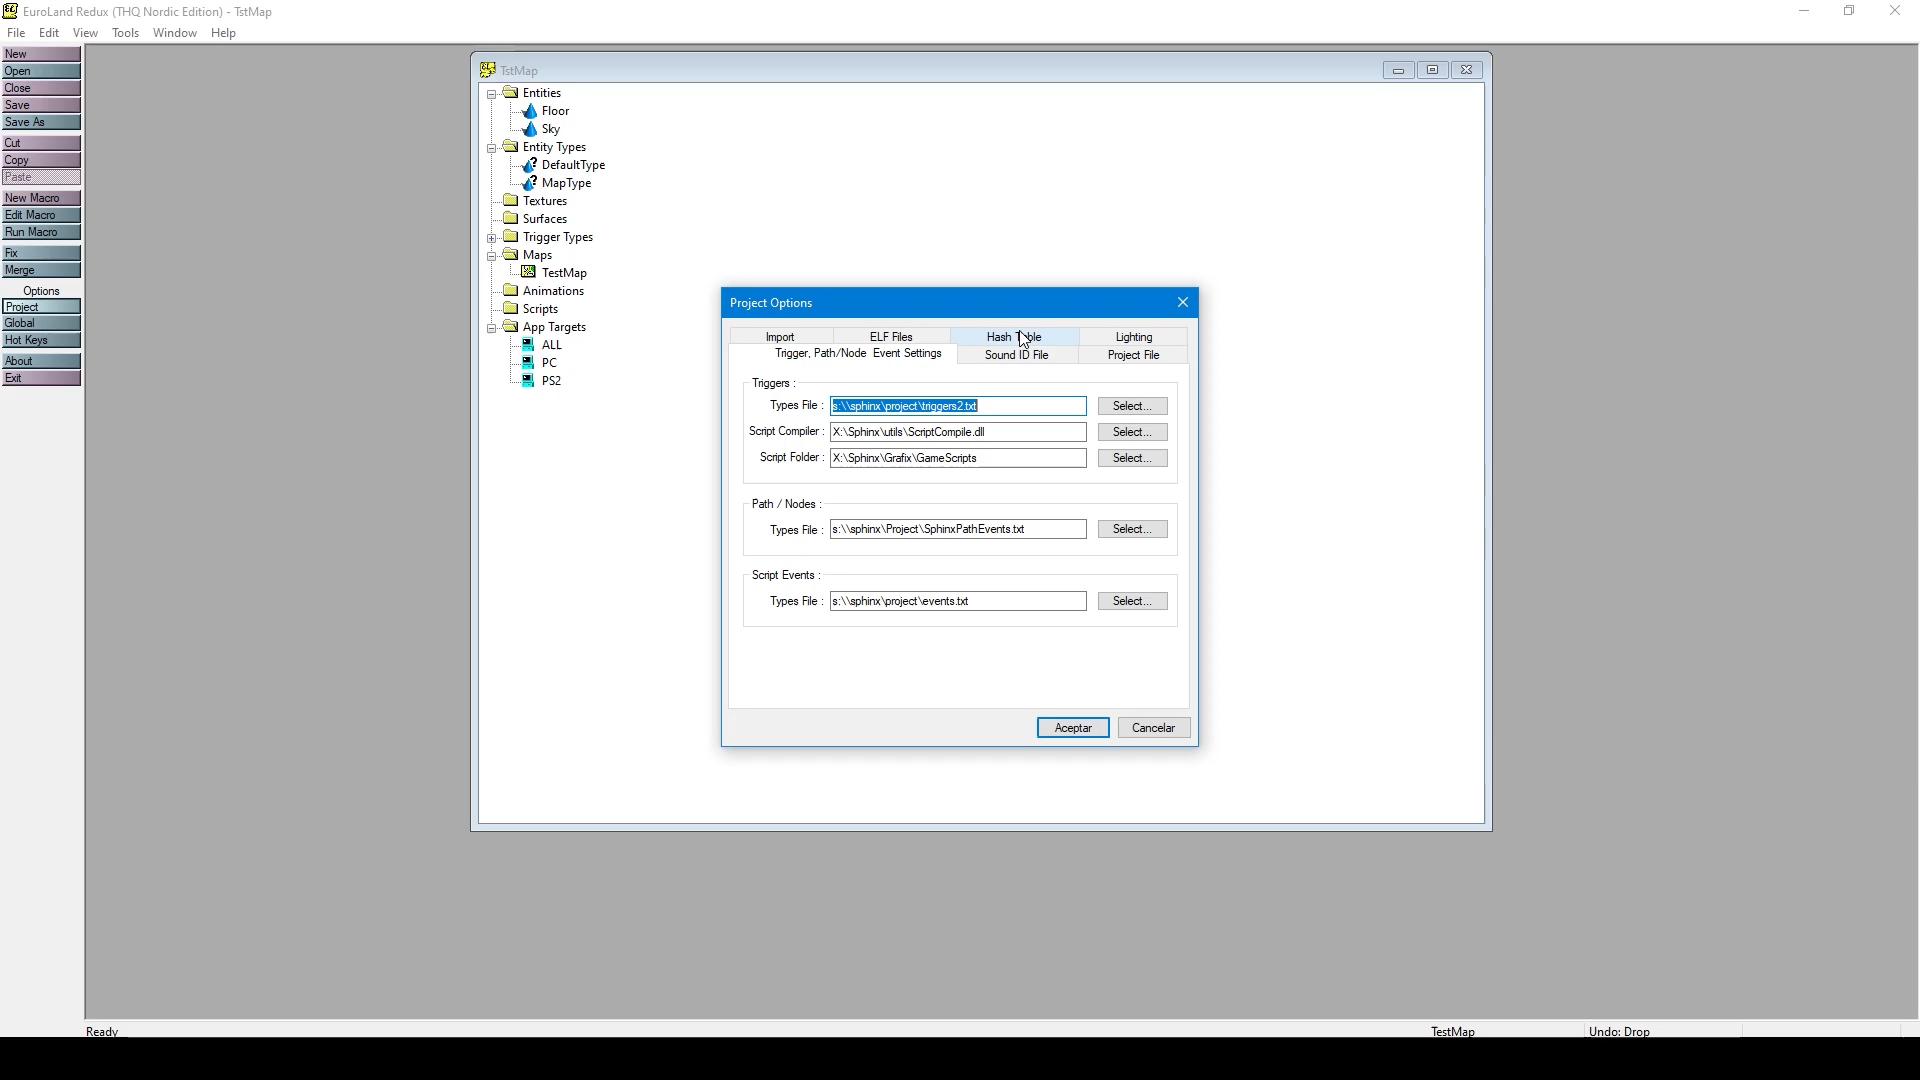 EuroLand Redux (THQ Nordic Edition) - TstMap
File Edit View Tools Window Help
New
Open
Close
Save
Save As
Cut
Copy
Paste
New Macro
Edit Macro
Run Macro
Fix
Merge
Options
Project
Global
Hot Keys
About
Exit
TstMap
Entities
Floor
Sky
Entity Types
DefaultType
MapType
Textures
Surfaces
Trigger Types
Maps
TestMap
Animations
Scripts
App Targets
ALL
PC
PS2
Project Options
Import ELF Files Hash Table Lighting
Trigger, Path/Node Event Settings Sound ID File Project File
Triggers :
Types File : s:\\sphinx\project\triggers2.txt Select...
Script Compiler : X:\Sphinx\utils\ScriptCompile.dll Select...
Script Folder : X:\Sphinx\Grafix\GameScripts Select...
Path / Nodes :
Types File : s:\\sphinx\Project\SphinxPathEvents.txt Select...
Script Events :
Types File : s:\\sphinx\project\events.txt Select...
Aceptar Cancelar
Ready TestMap Undo: Drop